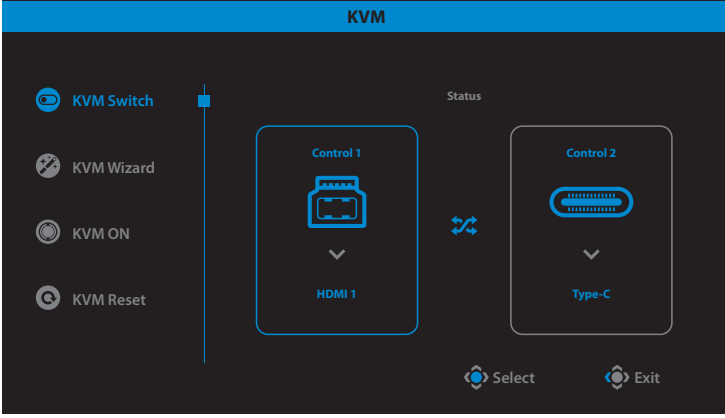 KVM
KVM Switch
KVM Wizard
KVM ON
KVM Reset
Status
Control 1
HDMI 1
Control 2
Type-C
Select
Exit